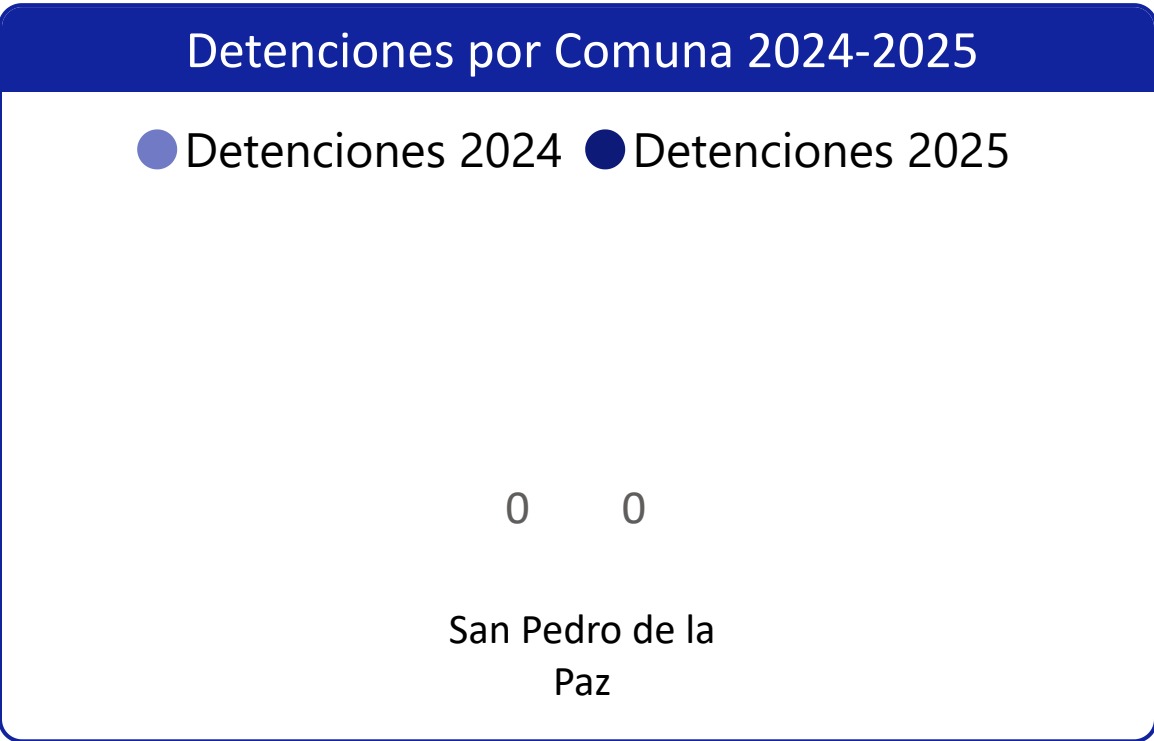 Detenciones por Comuna 2024-2025
Detenciones 2024 Detenciones 2025
0 0
San Pedro de la
Paz